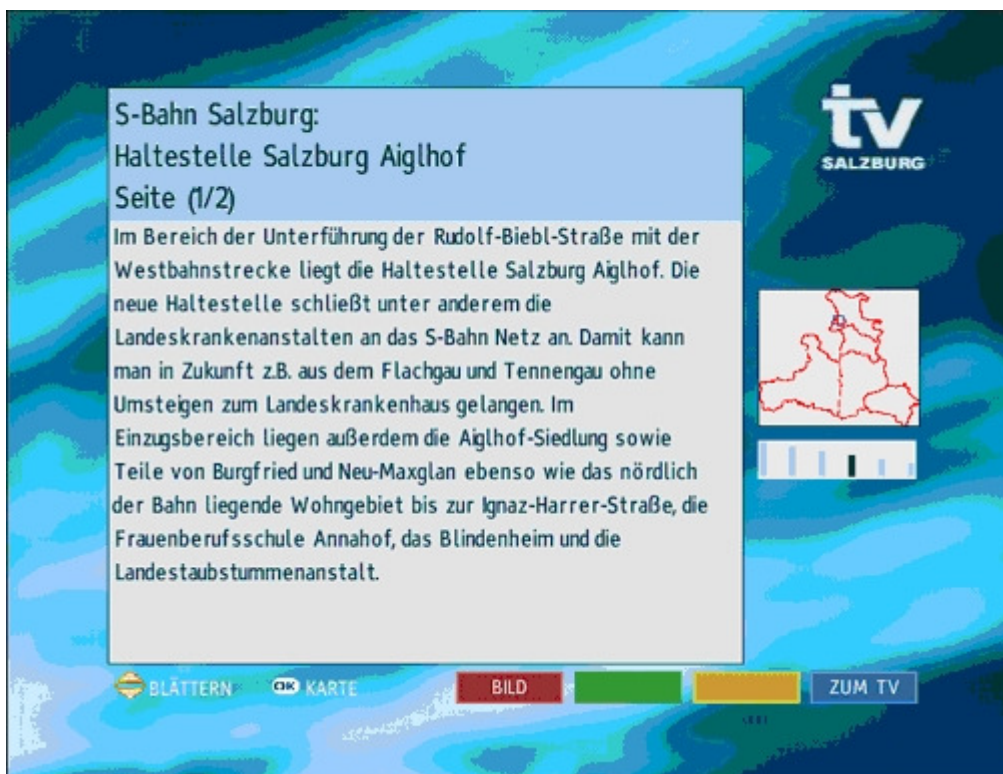 tv
SALZBURG
S-Bahn Salzburg:
Haltestelle Salzburg Aiglhof
Seite (1/2)
Im Bereich der Unterführung der Rudolf-Biebl-Straße mit der
Westbahnstrecke liegt die Haltestelle Salzburg Aiglhof. Die
neue Haltestelle schließt unter anderem die
Landeskrankenanstalten an das S-Bahn Netz an. Damit kann
man in Zukunft z.B. aus dem Flachgau und Tennengau ohne
Umsteigen zum Landeskrankenhaus gelangen. Im
Einzugsbereich liegen außerdem die Aiglhof-Siedlung sowie
Teile von Burgfried und Neu-Maxglan ebenso wie das nördlich
der Bahn liegende Wohngebiet bis zur Ignaz-Harrer-Straße, die
Frauenberufsschule Annahof, das Blindenheim und die
Landestaubstummenanstalt.
BLÄTTERN OK KARTE BILD ZUM TV